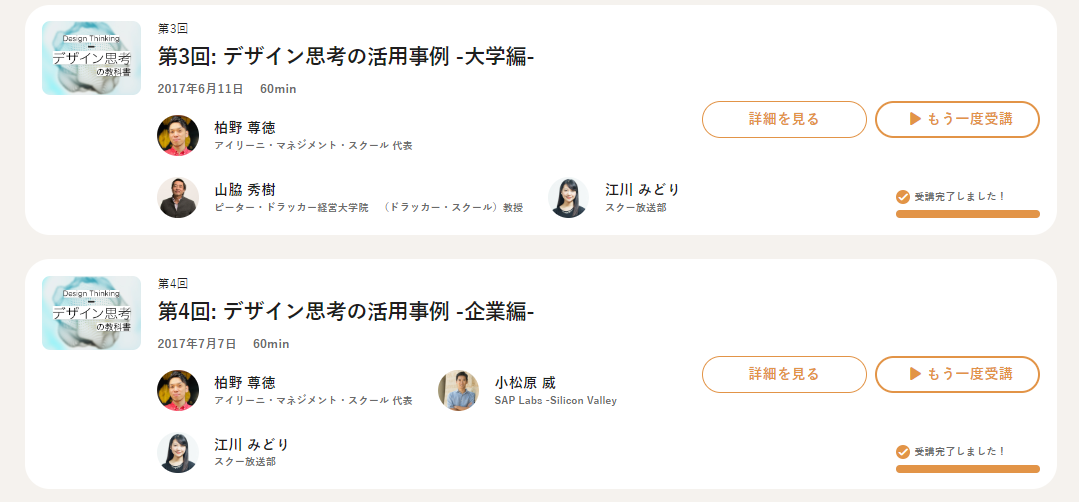 Design Thinking
デザイン思考
の教科書
第3回
第3回: デザイン思考の活用事例 -大学編-
2017年6月11日 60min
柏野 尊徳
アイリーニ・マネジメント・スクール 代表
詳細を見る
▶ もう一度受講
山脇 秀樹
ピーター・ドラッカー経営大学院 （ドラッカー・スクール）教授
江川 みどり
スクー放送部
受講完了しました！
Design Thinking
デザイン思考
の教科書
第4回
第4回: デザイン思考の活用事例 -企業編-
2017年7月7日 60min
柏野 尊徳
アイリーニ・マネジメント・スクール 代表
小松原 威
SAP Labs -Silicon Valley
詳細を見る
▶ もう一度受講
江川 みどり
スクー放送部
受講完了しました！